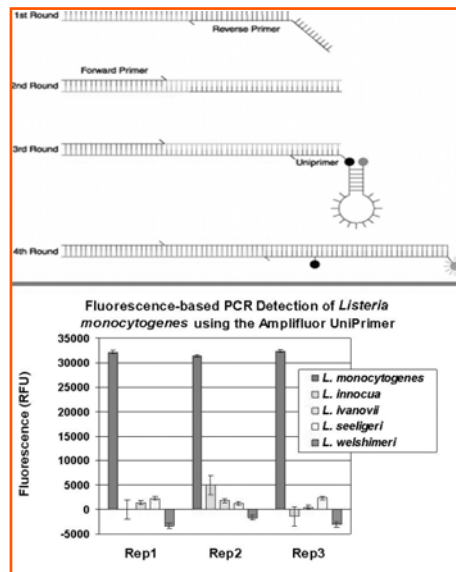 1st Round
Reverse Primer
Forward Primer
2nd Round
3rd Round
Uniprimer
4th Round
Fluorescence-based PCR Detection of Listeria
monocytogenes using the Amplifluor UniPrimer
Fluorescence (RFU)
35000
30000
25000
20000
15000
10000
5000
0
-5000
L. monocytogenes
L. innocua
L. ivanovii
L. seeligeri
L. welshimeri
Rep1 Rep2 Rep3